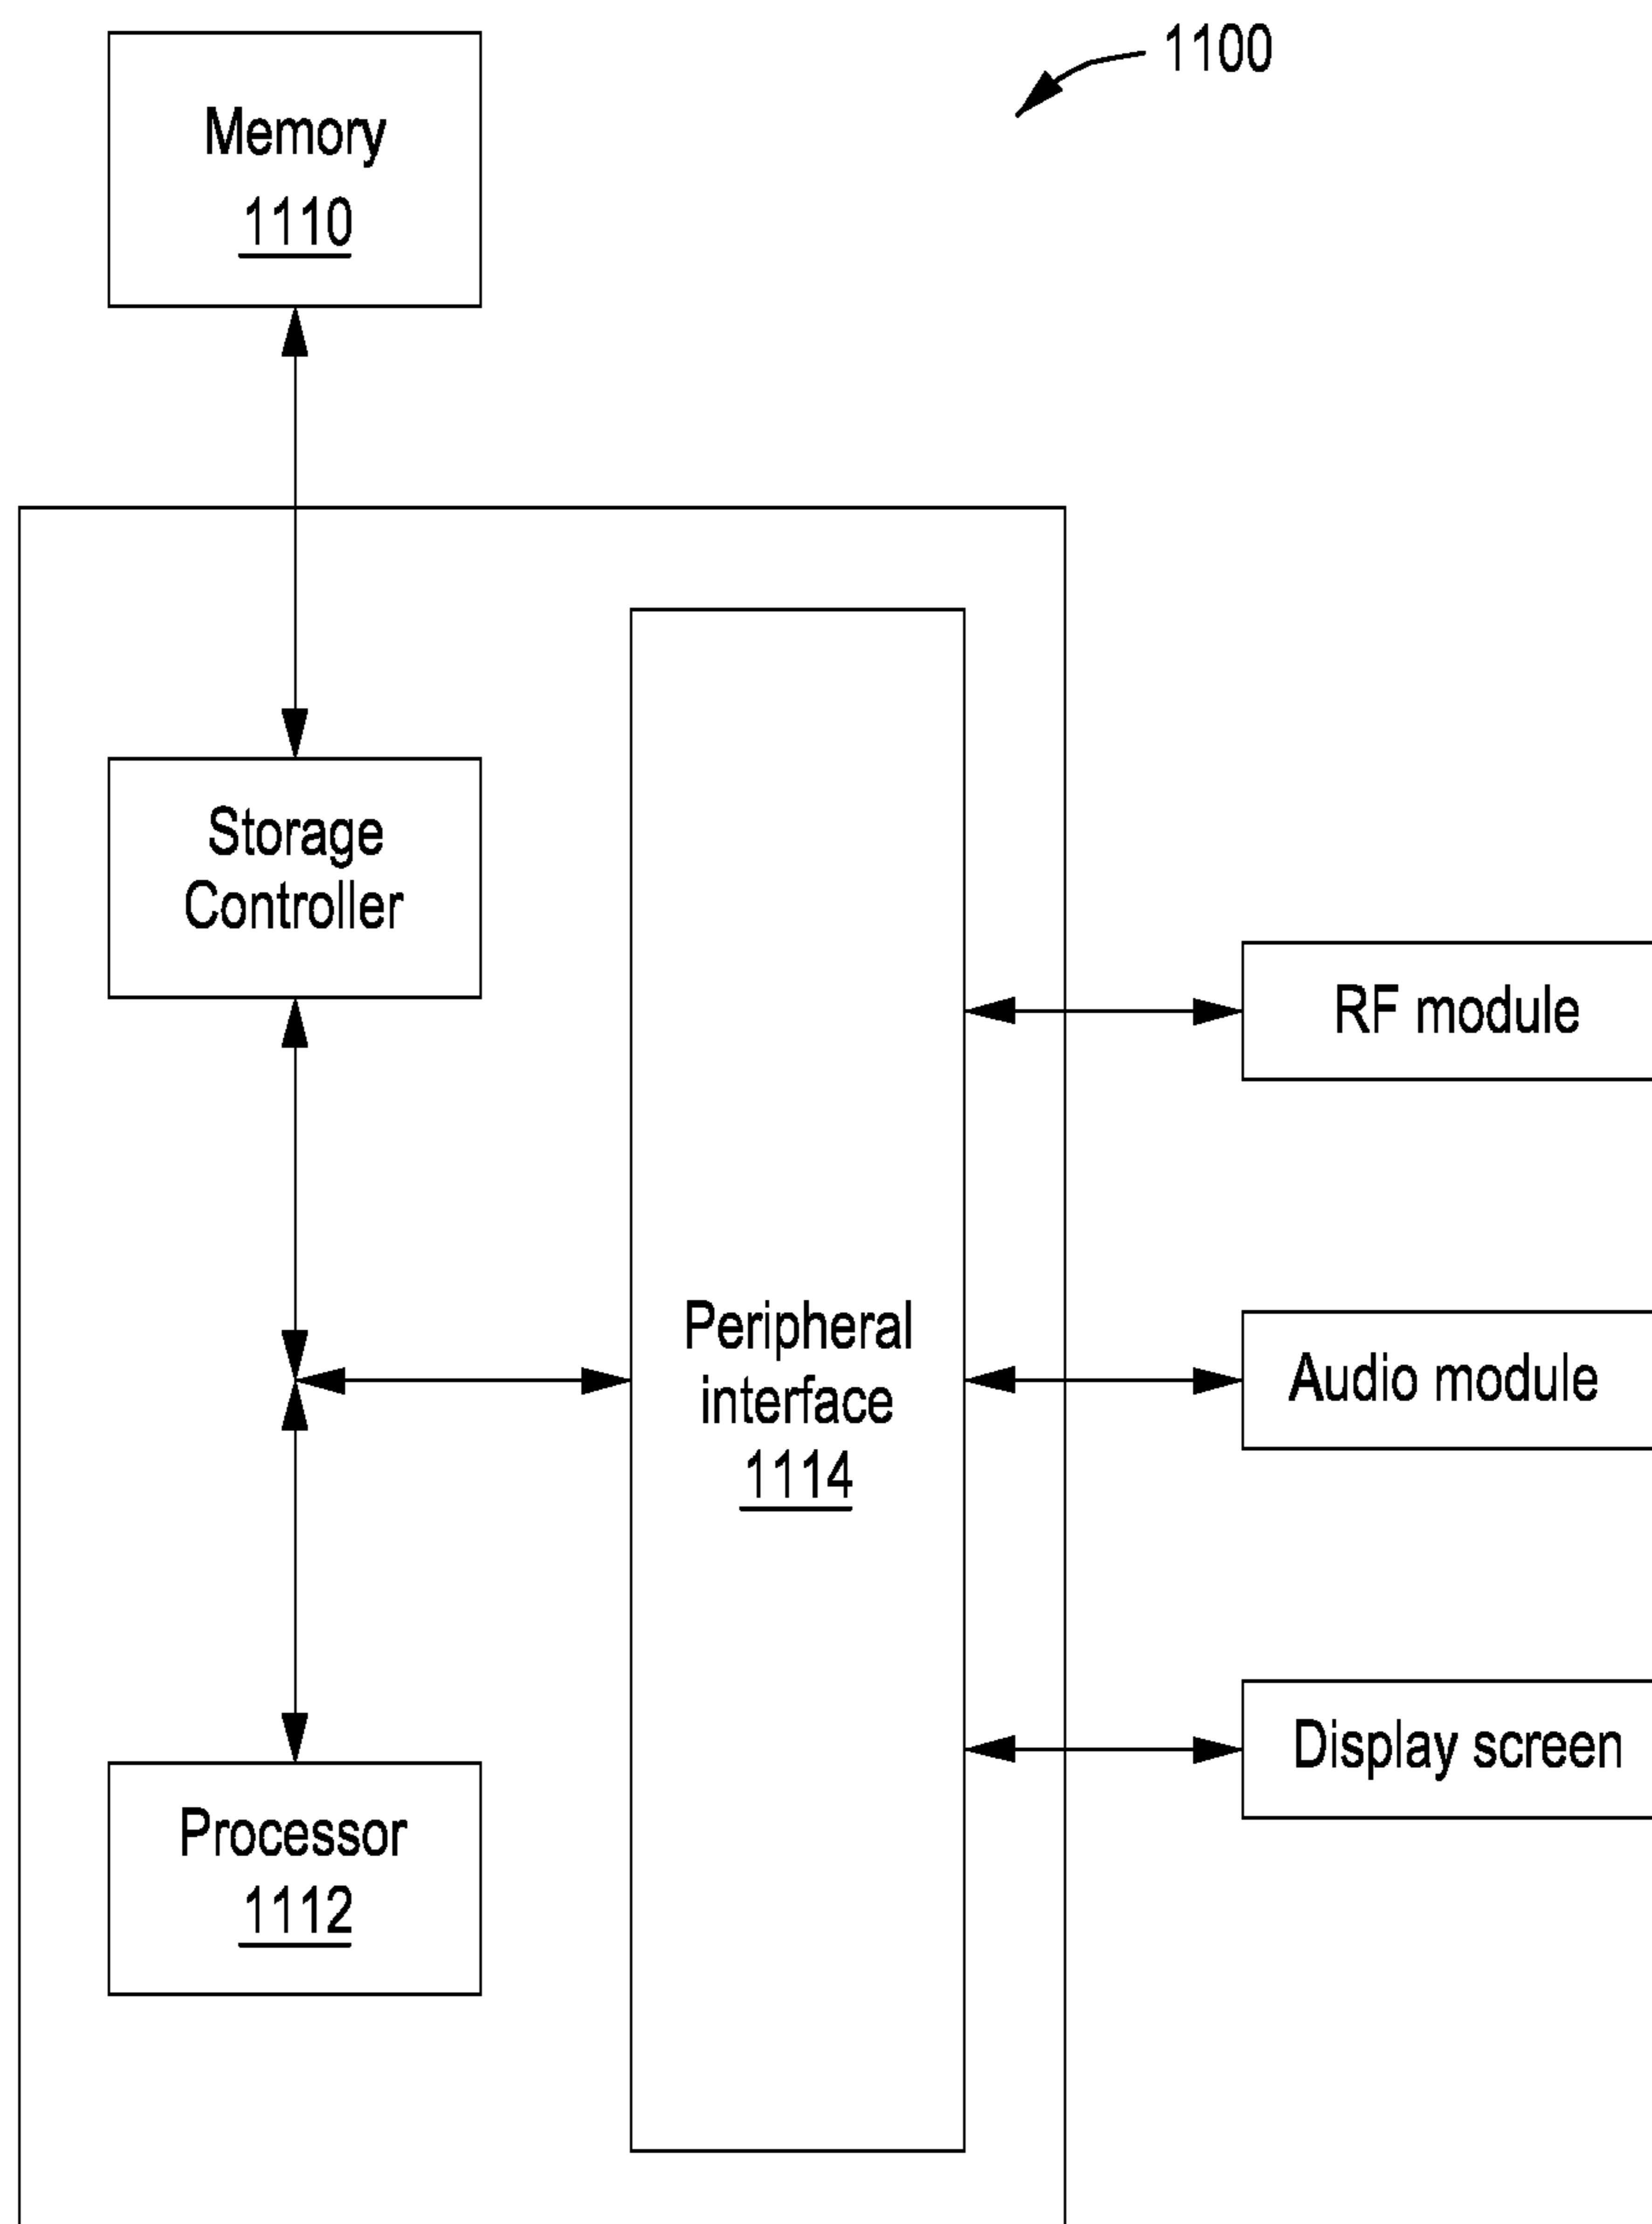 1100
Memory
1110
Storage
Controller
RF module
Peripheral
interface
1114
Audio module
Display screen
Processor
1112